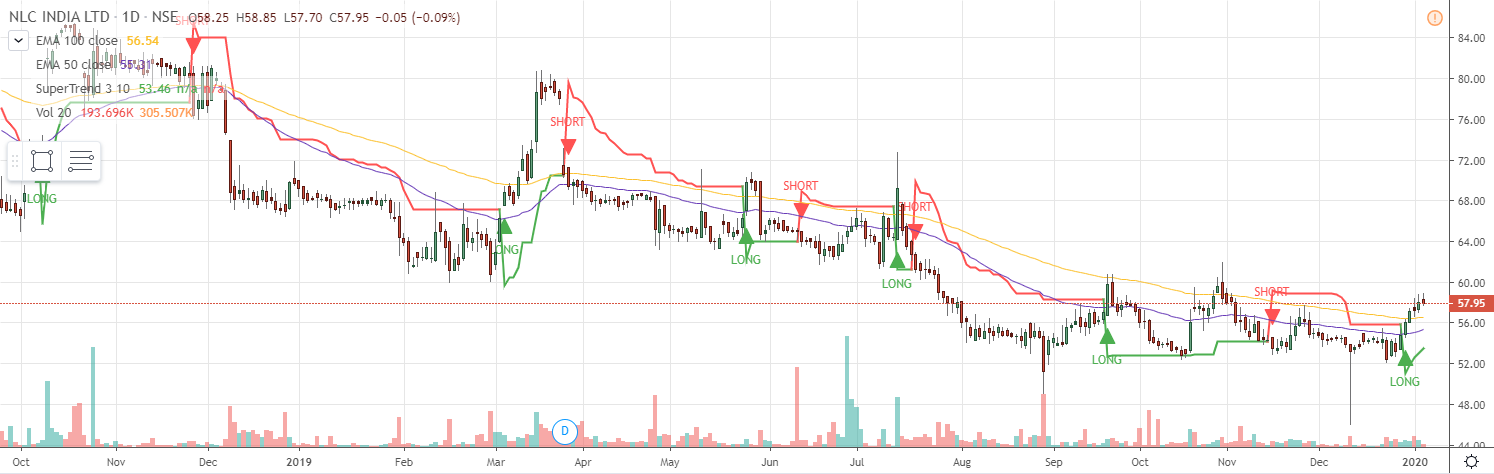 NLC INDIA LTD · 1D · NSE O58.25 H58.85 L57.70 C57.95 −0.05 (−0.09%)
SHORT
EMA 100 close 56.54
EMA 50 close 55.31
SuperTrend 3 10 53.46 n/a n/a
Vol 20 193.696K 305.507K
84.00
80.00
76.00
SHORT
72.00
SHORT
LONG
68.00
SHORT
LONG
64.00
LONG
LONG
60.00
SHORT
57.95
56.00
LONG
52.00
LONG
48.00
D
44.00
Oct Nov Dec 2019 Feb Mar Apr May Jun Jul Aug Sep Oct Nov Dec 2020